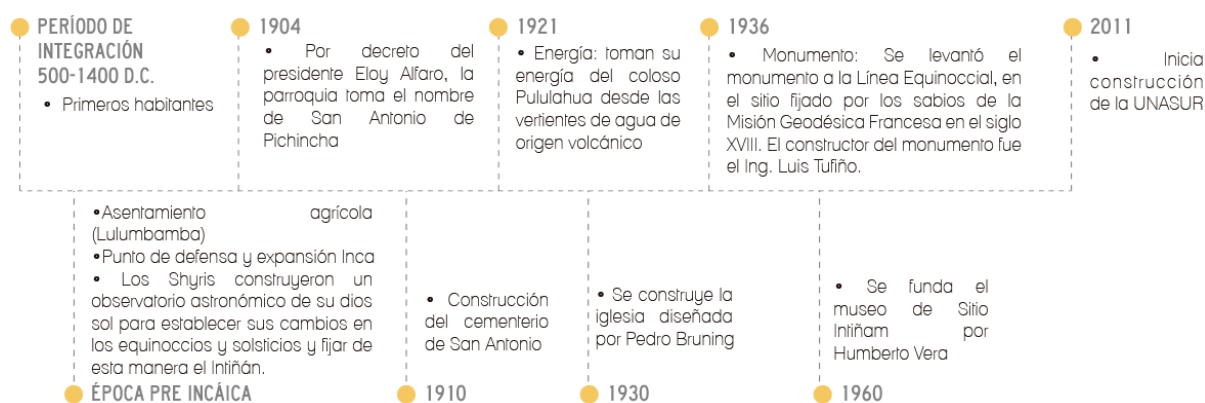 PERÍODO DE
INTEGRACIÓN
500-1400 D.C.
• Primeros habitantes
1904
• Por decreto del
presidente Eloy Alfaro, la
parroquia toma el nombre
de San Antonio de
Pichincha
1921
• Energía: toman su
energía del coloso
Pululahua desde las
vertientes de agua de
origen volcánico
1936
• Monumento: Se levantó el
monumento a la Línea Equinoccial, en
el sitio fijado por los sabios de la
Misión Geodésica Francesa en el siglo
XVIII. El constructor del monumento fue
el Ing. Luis Tufiño.
2011
• Inicia
construcción
de la UNASUR
•Asentamiento agrícola
(Lulumbamba)
•Punto de defensa y expansión Inca
• Los Shyris construyeron un
observatorio astronómico de su dios
sol para establecer sus cambios en
los equinoccios y solsticios y fijar de
esta manera el Intiñán.
ÉPOCA PRE INCÁICA
• Construcción
del cementerio
de San Antonio
1910
• Se construye la
iglesia diseñada
por Pedro Bruning
1930
• Se funda el
museo de Sitio
Intiñam por
Humberto Vera
1960